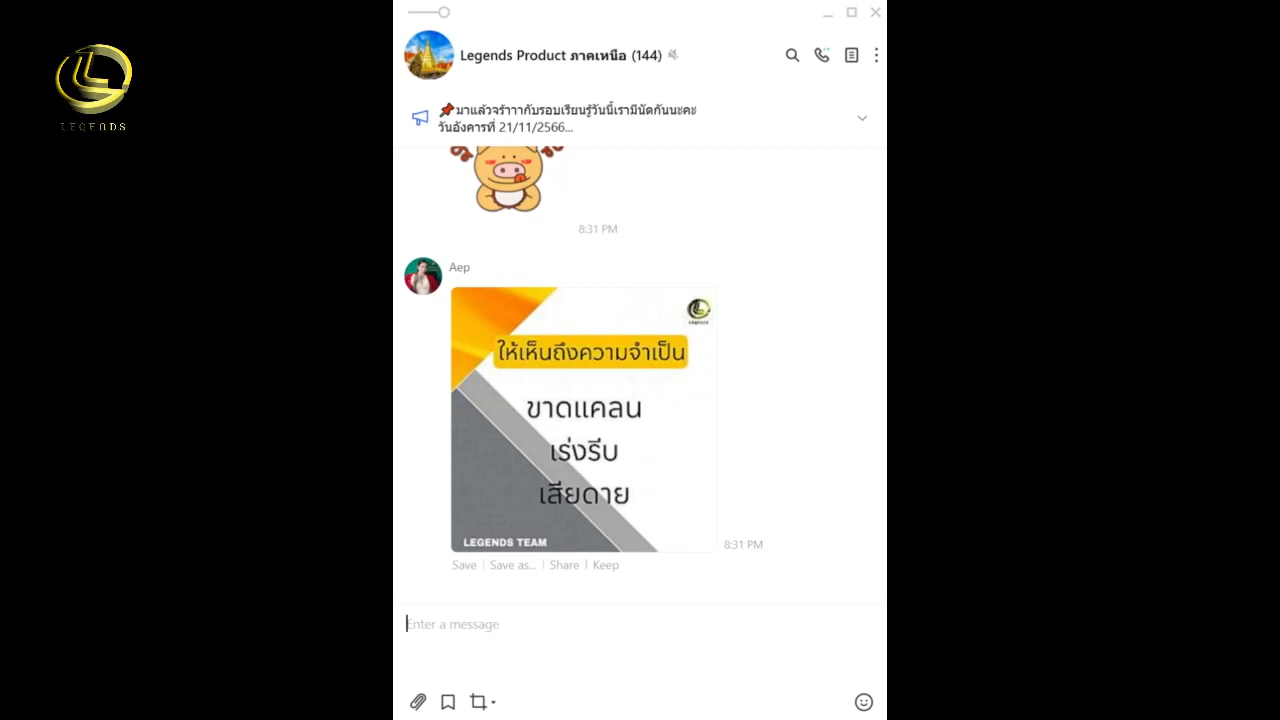 LEGENDS
Legends Product ภาคเหนือ (144)
📌มาแล้วจร้าาากับรอบเรียนรู้วันนี้เรามีนัดกันนะคะ
วันอังคารที่ 21/11/2566...
8:31 PM
Aep
LEGENDS
ให้เห็นถึงความจำเป็น
ขาดแคลน
เร่งรีบ
เสียดาย
LEGENDS TEAM
8:31 PM
Save | Save as... | Share | Keep
Enter a message